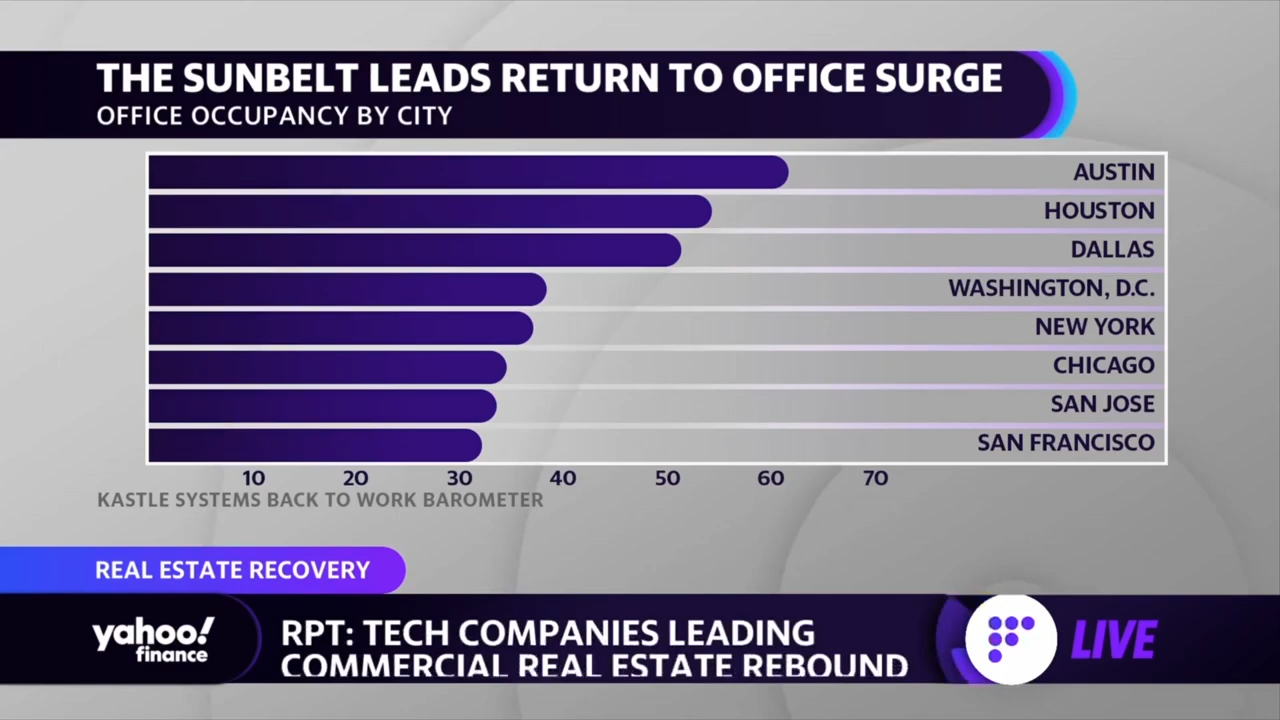 THE SUNBELT LEADS RETURN TO OFFICE SURGE
OFFICE OCCUPANCY BY CITY
AUSTIN
HOUSTON
DALLAS
WASHINGTON, D.C.
NEW YORK
CHICAGO
SAN JOSE
SAN FRANCISCO
10 20 30 40 50 60 70
KASTLE SYSTEMS BACK TO WORK BAROMETER
REAL ESTATE RECOVERY
yahoo!
finance
RPT: TECH COMPANIES LEADING
COMMERCIAL REAL ESTATE REBOUND
LIVE